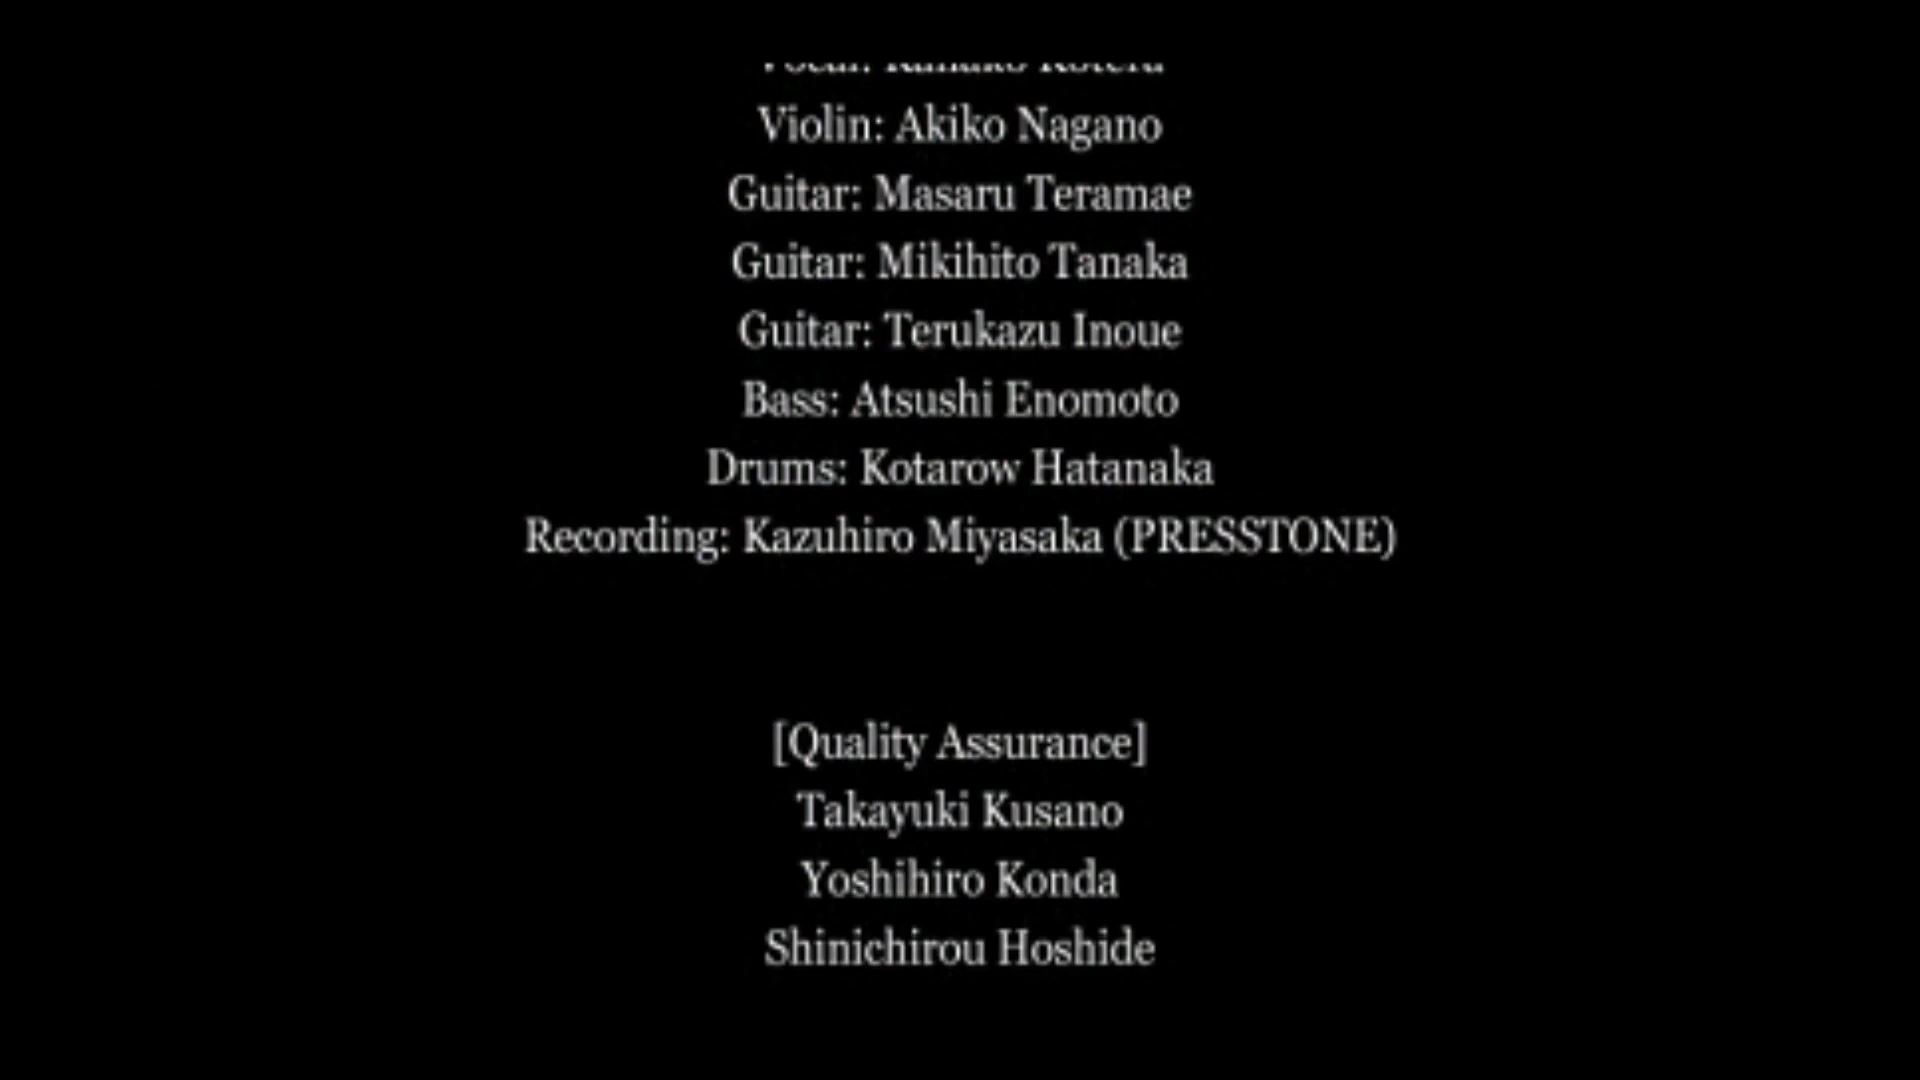 Violin: Akiko Nagano
Guitar: Masaru Teramae
Guitar: Mikihito Tanaka
Guitar: Terukazu Inoue
Bass: Atsushi Enomoto
Drums: Kotarow Hatanaka
Recording: Kazuhiro Miyasaka (PRESSTONE)
[Quality Assurance]
Takayuki Kusano
Yoshihiro Konda
Shinichirou Hoshide